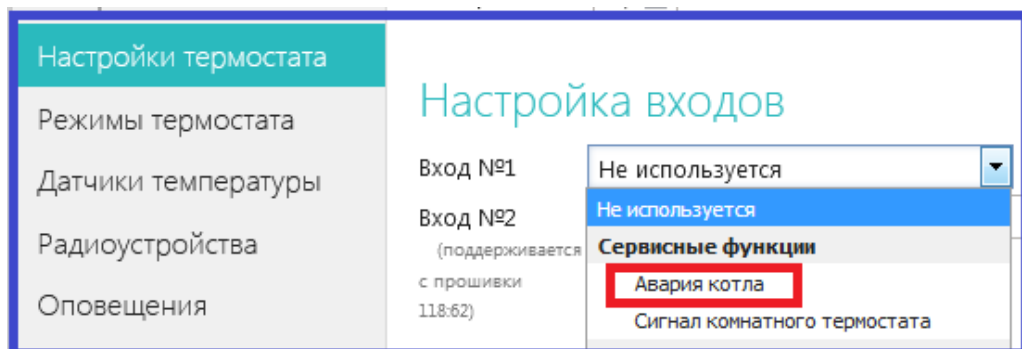 Настройки термостата
Режимы термостата
Датчики температуры
Радиоустройства
Оповещения
Настройка входов
Вход №1
Не используется
Вход №2
(поддерживается
с прошивки
118:62)
Не используется
Сервисные функции
Авария котла
Сигнал комнатного термостата